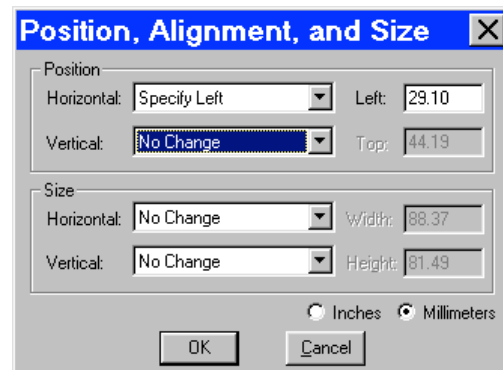 Position, Alignment, and Size
Position
Horizontal: Specify Left Left: 29.10
Vertical: No Change Top: 44.19
Size
Horizontal: No Change Width: 88.37
Vertical: No Change Height: 81.49
Inches Millimeters
OK Cancel